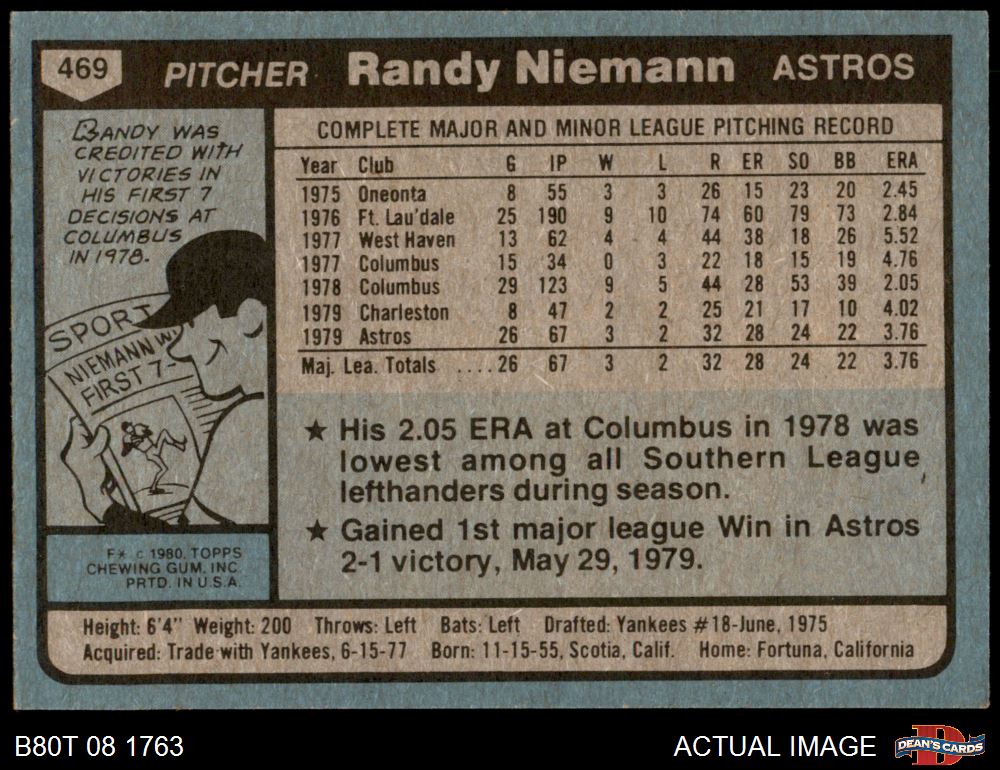 469 PITCHER Randy Niemann ASTROS
RANDY WAS
CREDITED WITH
VICTORIES IN
HIS FIRST 7
DECISIONS AT
COLUMBUS
IN 1978.
SPORT
NIEMANN W
FIRST 7-
F* © 1980, TOPPS
CHEWING GUM, INC.
PRTD. IN U.S.A.
COMPLETE MAJOR AND MINOR LEAGUE PITCHING RECORD
Year Club G IP W L R ER SO BB ERA
1975 Oneonta 8 55 3 3 26 15 23 20 2.45
1976 Ft. Lau'dale 25 190 9 10 74 60 79 73 2.84
1977 West Haven 13 62 4 4 44 38 18 26 5.52
1977 Columbus 15 34 0 3 22 18 15 19 4.76
1978 Columbus 29 123 9 5 44 28 53 39 2.05
1979 Charleston 8 47 2 2 25 21 17 10 4.02
1979 Astros 26 67 3 2 32 28 24 22 3.76
Maj. Lea. Totals ....26 67 3 2 32 28 24 22 3.76
★ His 2.05 ERA at Columbus in 1978 was
lowest among all Southern League
lefthanders during season.
★ Gained 1st major league Win in Astros
2-1 victory, May 29, 1979.
Height: 6'4" Weight: 200 Throws: Left Bats: Left Drafted: Yankees #18-June, 1975
Acquired: Trade with Yankees, 6-15-77 Born: 11-15-55, Scotia, Calif. Home: Fortuna, California
B80T 08 1763
ACTUAL IMAGE
DEAN'S CARDS